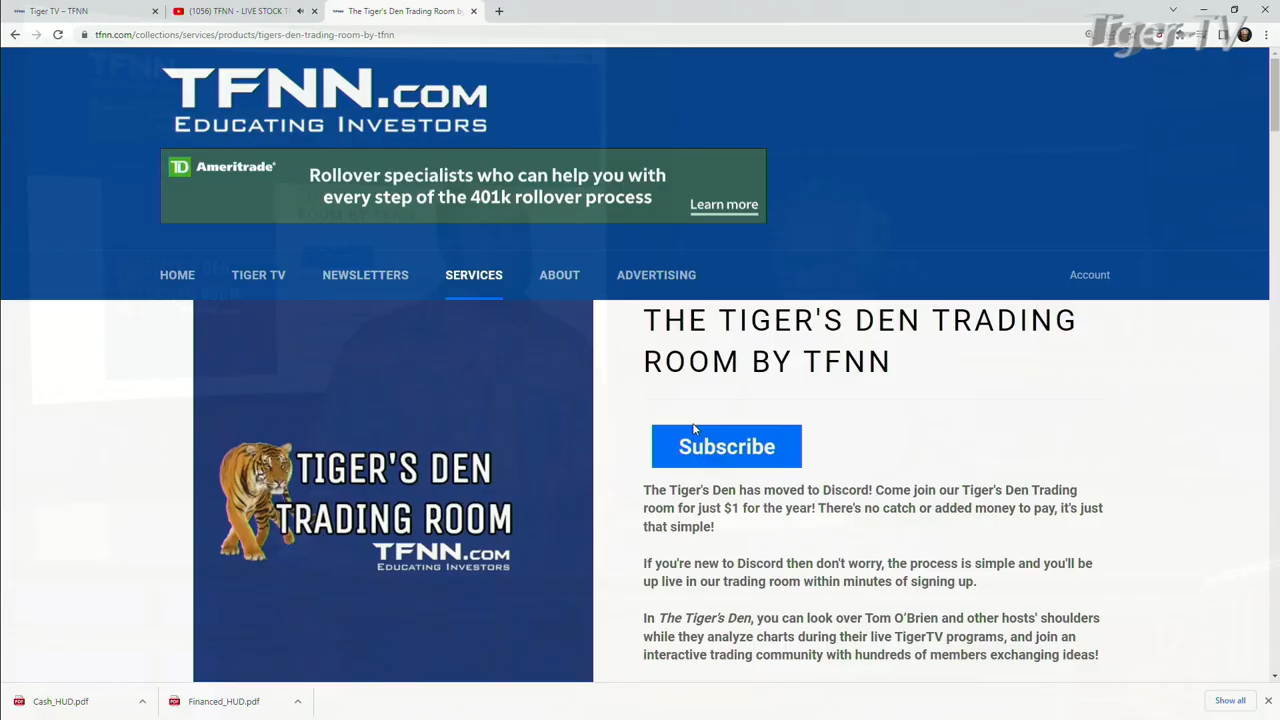 Tiger TV – TFNN
(1056) TFNN - LIVE STOCK T
The Tiger's Den Trading Room by
tfnn.com/collections/services/products/tigers-den-trading-room-by-tfnn
Tiger TV
TFNN.COM
EDUCATING INVESTORS
TD Ameritrade
Rollover specialists who can help you with
every step of the 401k rollover process
Learn more
HOME TIGER TV NEWSLETTERS SERVICES ABOUT ADVERTISING Account
TIGER'S DEN
TRADING ROOM
TFNN.COM
EDUCATING INVESTORS
THE TIGER'S DEN TRADING
ROOM BY TFNN
Subscribe
The Tiger's Den has moved to Discord! Come join our Tiger's Den Trading
room for just $1 for the year! There's no catch or added money to pay, it's just
that simple!
If you're new to Discord then don't worry, the process is simple and you'll be
up live in our trading room within minutes of signing up.
In The Tiger's Den, you can look over Tom O'Brien and other hosts' shoulders
while they analyze charts during their live TigerTV programs, and join an
interactive trading community with hundreds of members exchanging ideas!
Cash_HUD.pdf
Financed_HUD.pdf
Show all